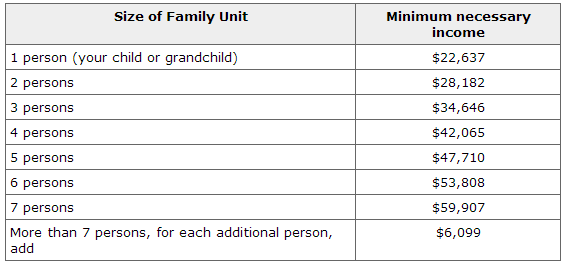 Size of Family Unit
Minimum necessary
income
1 person (your child or grandchild)
$22,637
2 persons
$28,182
3 persons
$34,646
4 persons
$42,065
5 persons
$47,710
6 persons
$53,808
7 persons
$59,907
More than 7 persons, for each additional person,
add
$6,099